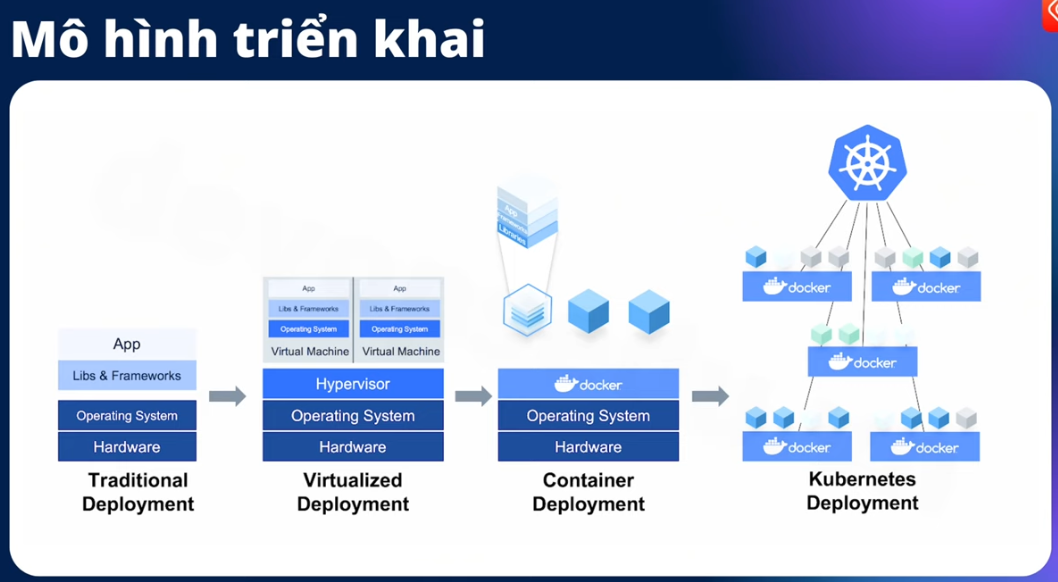 Mô hình triển khai
App
Libs & Frameworks
Operating System
Hardware
Traditional
Deployment
App
Libs & Frameworks
Operating System
Virtual Machine
App
Libs & Frameworks
Operating System
Virtual Machine
Hypervisor
Operating System
Hardware
Virtualized
Deployment
App
Frameworks
Libraries
docker
Operating System
Hardware
Container
Deployment
docker
docker
docker
docker
docker
Kubernetes
Deployment